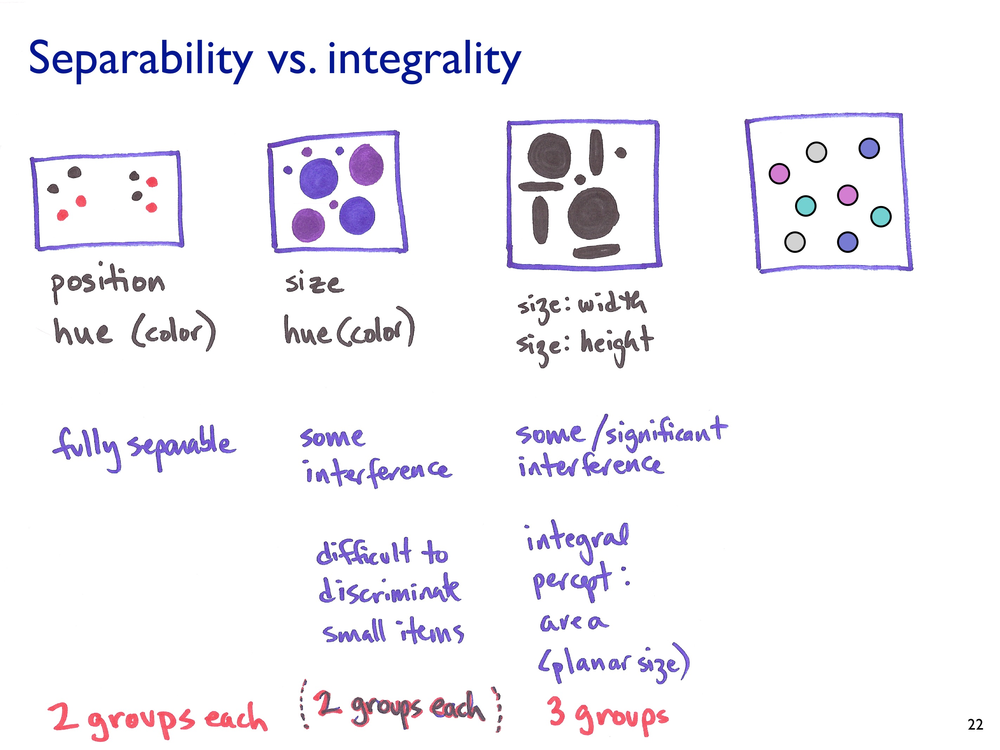 Separability vs. integrality
position
hue (color)
fully separable
2 groups each
size
hue (color)
some
interference
difficult to
discriminate
small items
(2 groups each)
size: width
size: height
some/significant
interference
integral
percept:
area
(planar size)
3 groups
22